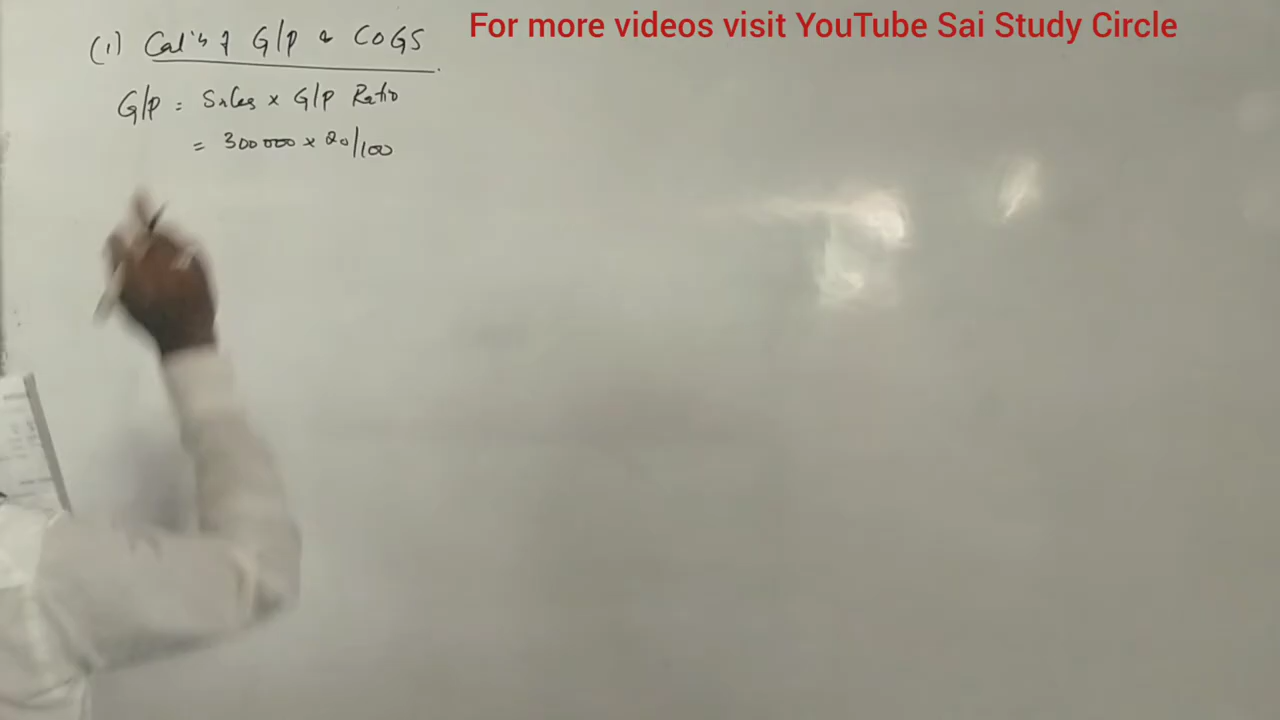 For more videos visit YouTube Sai Study Circle
(1) Cal'n of G/P & COGS
G/P = Sales × G/P Ratio
= 300000 × 20/100